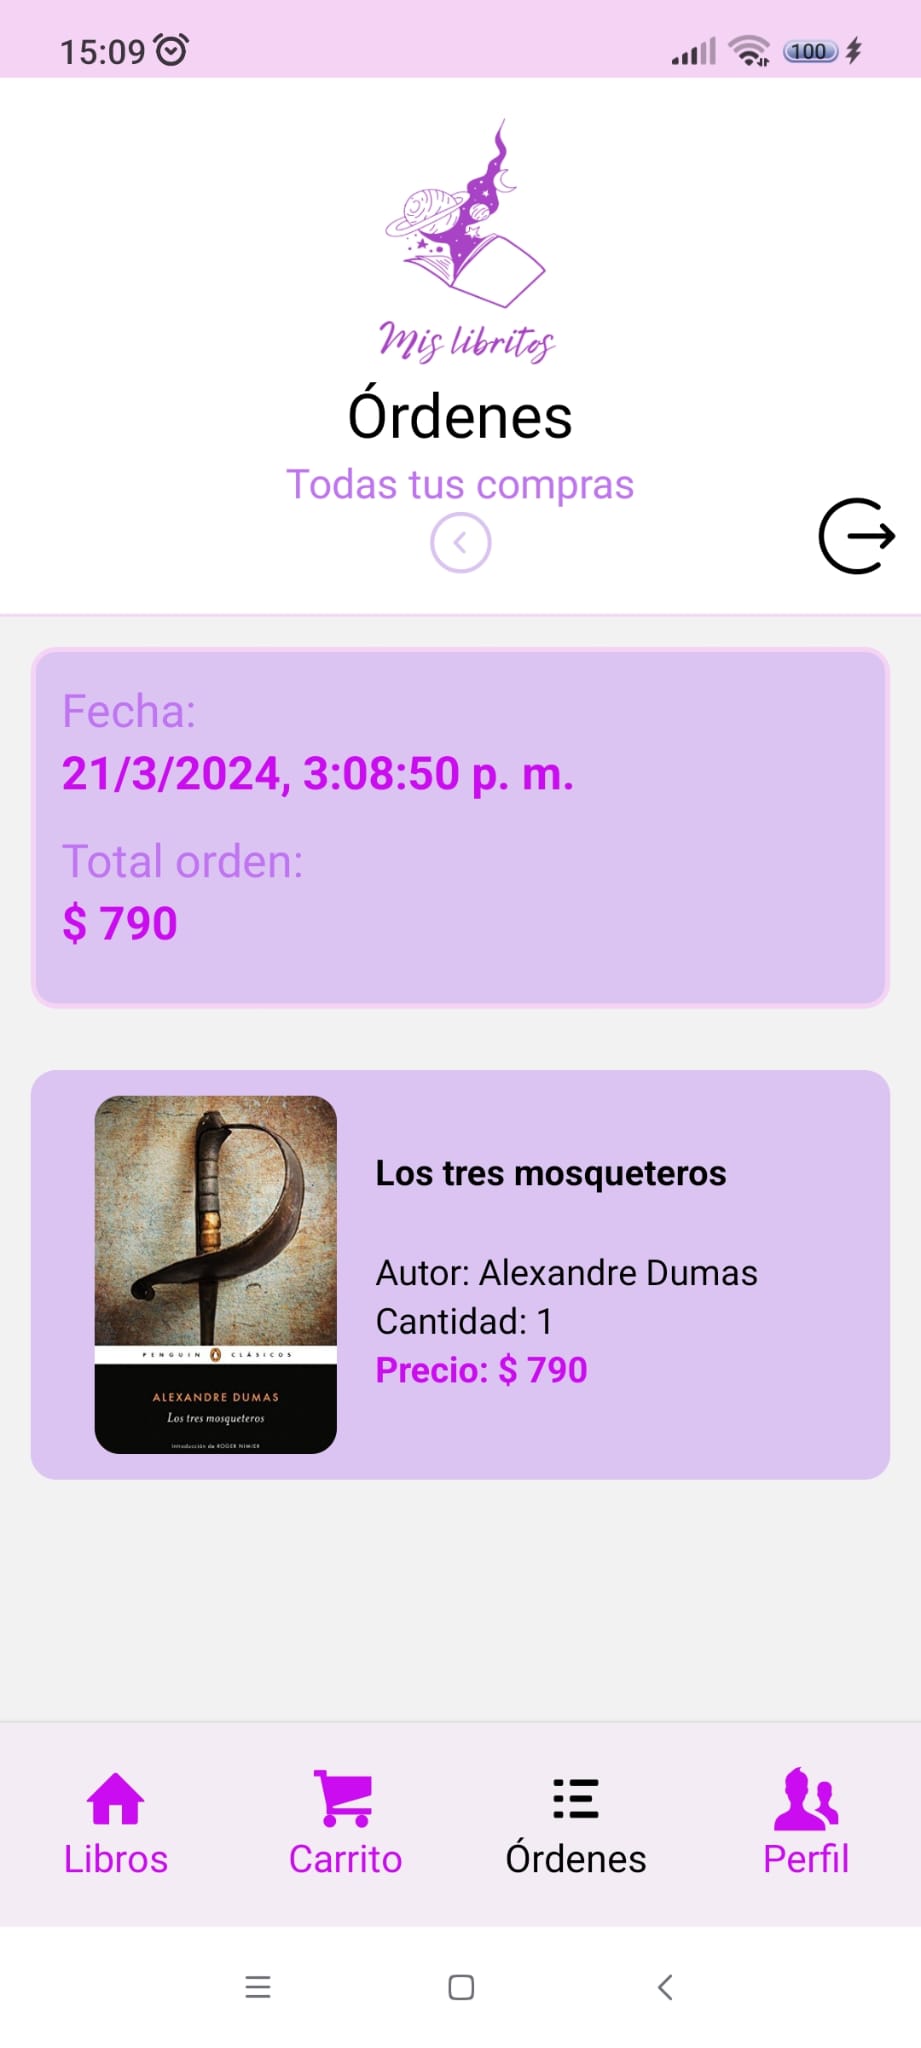 15:09
100
Mis libritos
Órdenes
Todas tus compras
Fecha:
21/3/2024, 3:08:50 p. m.
Total orden:
$ 790
Los tres mosqueteros
Autor: Alexandre Dumas
Cantidad: 1
Precio: $ 790
PENGUIN CLÁSICOS
ALEXANDRE DUMAS
Los tres mosqueteros
Introducción de ROGER NIMIER
Libros
Carrito
Órdenes
Perfil